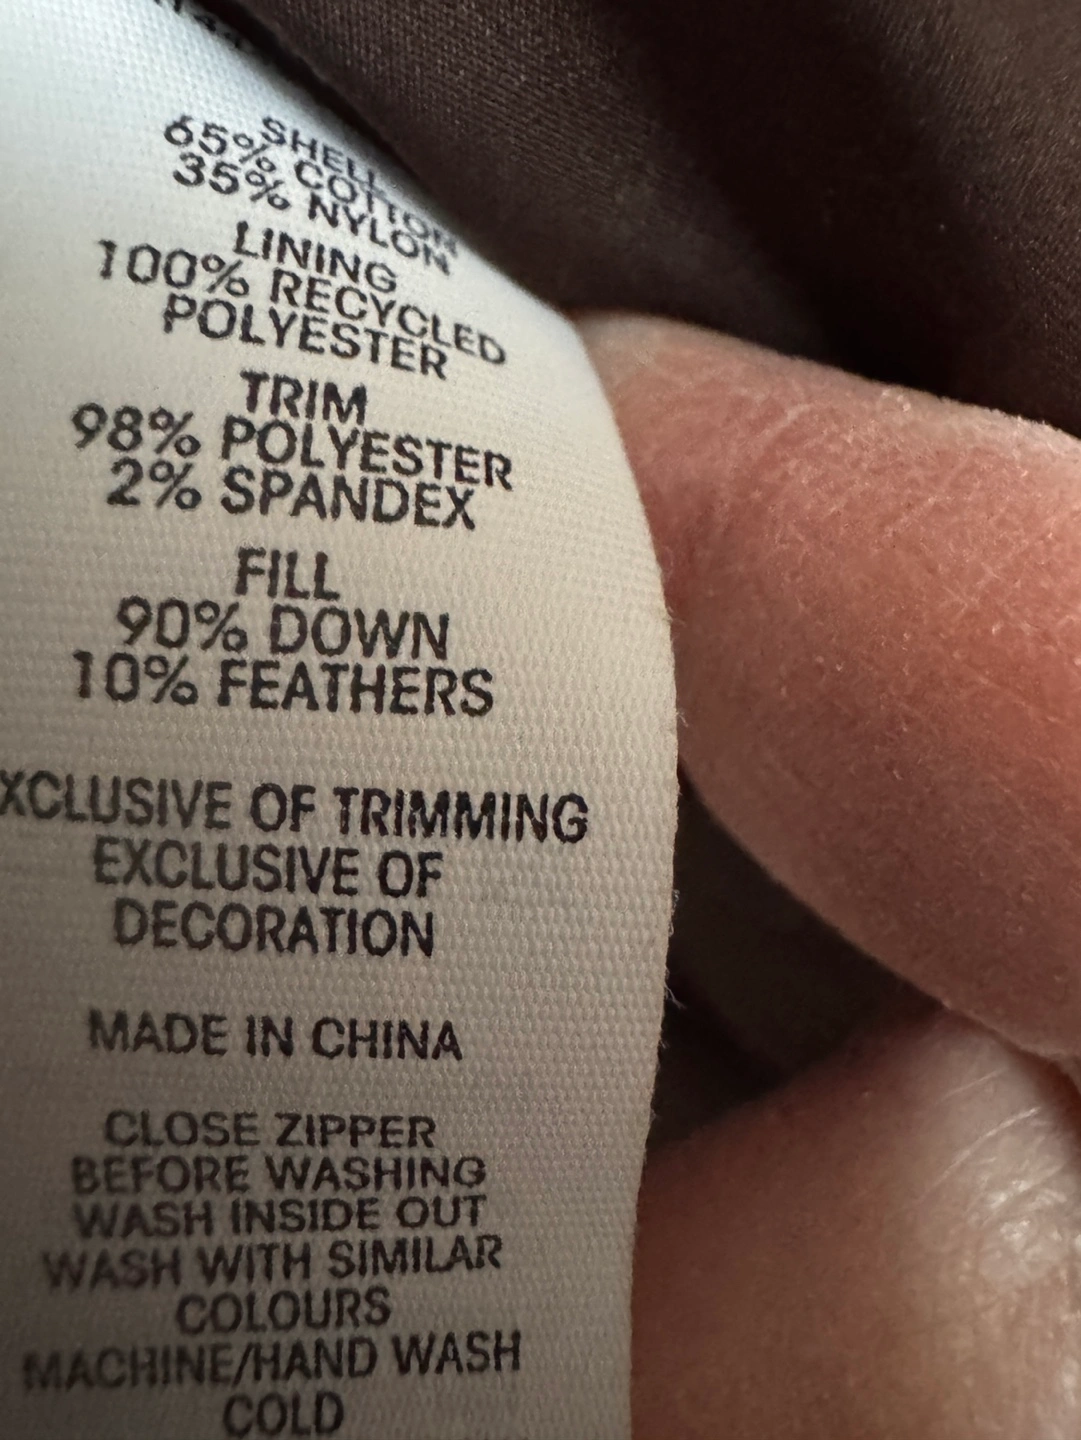 SHELL
65% COTTON
35% NYLON
LINING
100% RECYCLED
POLYESTER
TRIM
98% POLYESTER
2% SPANDEX
FILL
90% DOWN
10% FEATHERS
XCLUSIVE OF TRIMMING
EXCLUSIVE OF
DECORATION
MADE IN CHINA
CLOSE ZIPPER
BEFORE WASHING
WASH INSIDE OUT
WASH WITH SIMILAR
COLOURS
MACHINE/HAND WASH
COLD